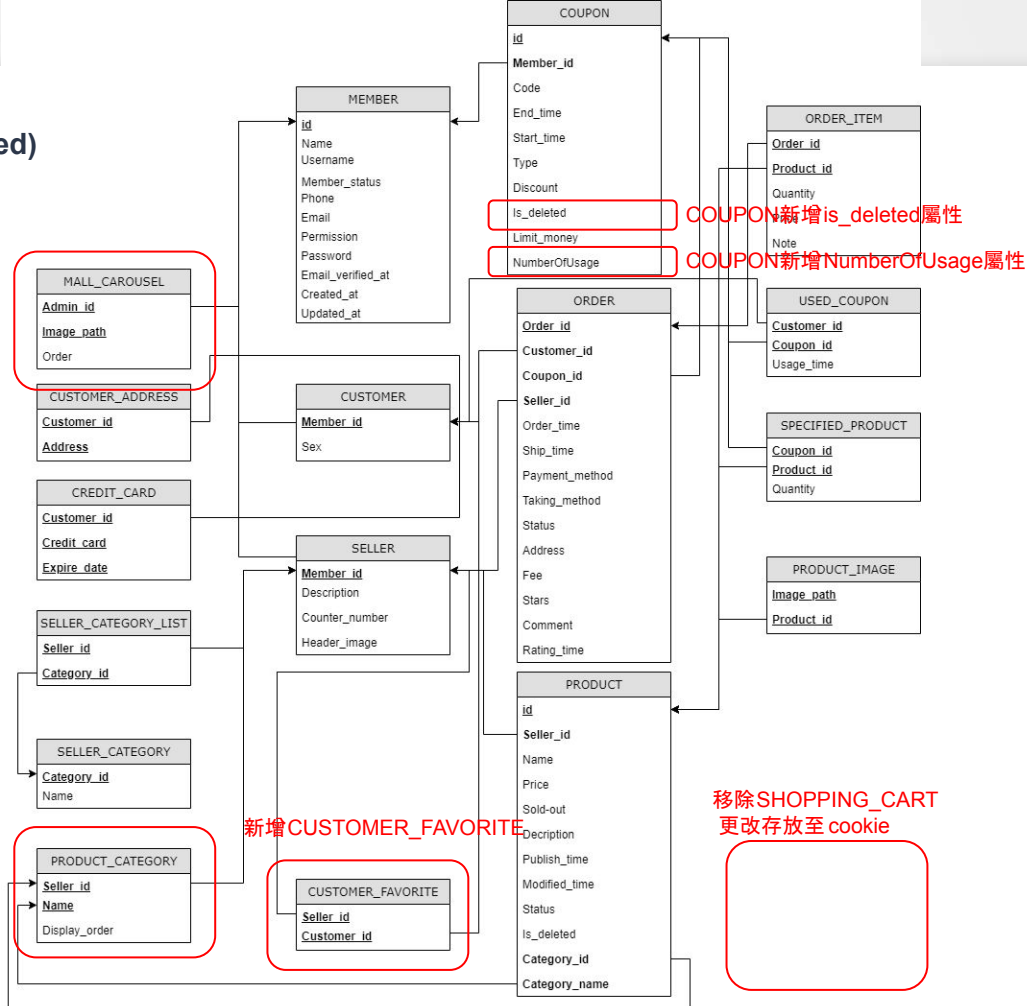 ed)
COUPON
id
Member_id
Code
End_time
Start_time
Type
Discount
Is_deleted
Limit_money
NumberOfUsage
COUPON新增is_deleted屬性
COUPON新增NumberOfUsage屬性
MEMBER
id
Name
Username
Member_status
Phone
Email
Permission
Password
Email_verified_at
Created_at
Updated_at
ORDER_ITEM
Order_id
Product_id
Quantity
Note
MALL_CAROUSEL
Admin_id
Image_path
Order
CUSTOMER_ADDRESS
Customer_id
Address
CUSTOMER
Member_id
Sex
ORDER
Order_id
Customer_id
Coupon_id
Seller_id
Order_time
Ship_time
Payment_method
Taking_method
Status
Address
Fee
Stars
Comment
Rating_time
USED_COUPON
Customer_id
Coupon_id
Usage_time
SPECIFIED_PRODUCT
Coupon_id
Product_id
Quantity
CREDIT_CARD
Customer_id
Credit_card
Expire_date
SELLER
Member_id
Description
Counter_number
Header_image
PRODUCT_IMAGE
Image_path
Product_id
SELLER_CATEGORY_LIST
Seller_id
Category_id
SELLER_CATEGORY
Category_id
Name
PRODUCT
id
Seller_id
Name
Price
Sold-out
Decription
Publish_time
Modified_time
Status
Is_deleted
Category_id
Category_name
移除SHOPPING_CART
更改存放至 cookie
新增CUSTOMER_FAVORITE
PRODUCT_CATEGORY
Seller_id
Name
Display_order
CUSTOMER_FAVORITE
Seller_id
Customer_id